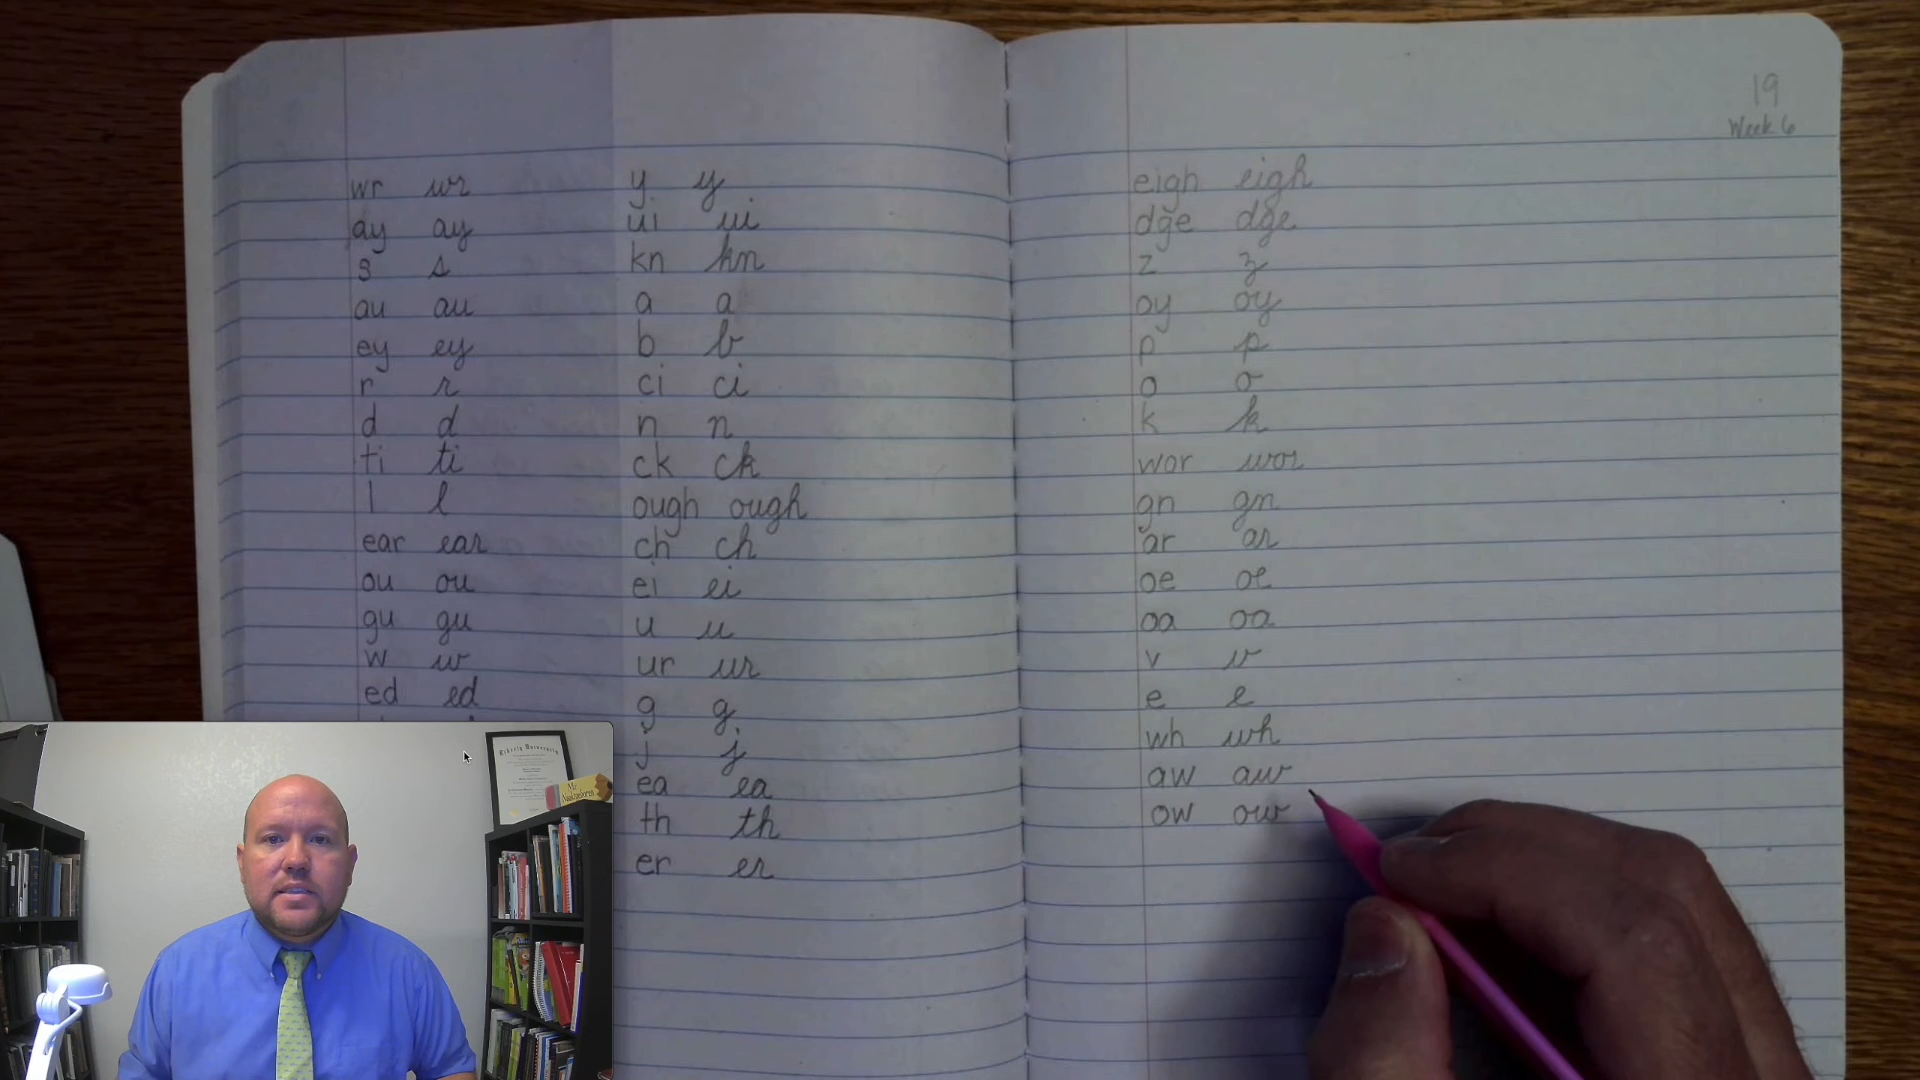 19
Week 6
wr wr
ay ay
s s
au au
ey ey
r r
d d
ti ti
l l
ear ear
ou ou
gu gu
w w
ed ed
y y
ui ui
kn kn
a a
b b
ci ci
n n
ck ck
ough ough
ch ch
ei ei
u u
ur ur
g g
j j
ea ea
th th
er er
eigh eigh
dge dge
z z
oy oy
p p
o o
k k
wor wor
gn gn
ar ar
oe oe
oa oa
v v
e e
wh wh
aw aw
ow ow
Liberty University
Mr.